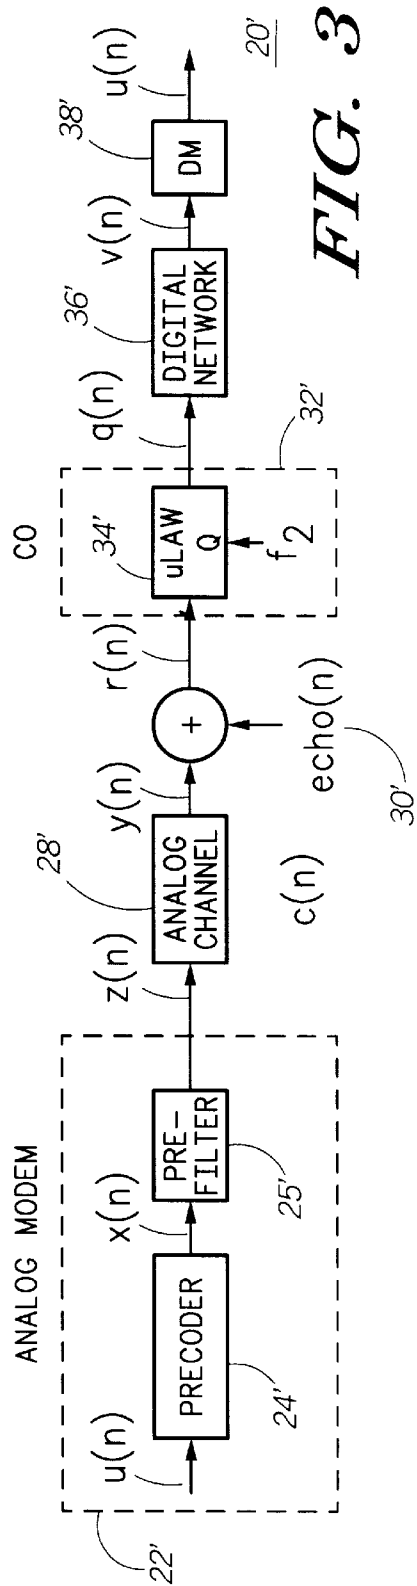 ANALOG MODEM
22'
u(n)
PRECODER
24'
x(n)
PRE-
FILTER
25'
z(n)
28'
ANALOG
CHANNEL
c(n)
y(n)
+
echo(n)
30'
r(n)
CO
34'
uLAW
Q
f2
32'
q(n)
36'
DIGITAL
NETWORK
v(n)
38'
DM
u(n)
20'
FIG. 3